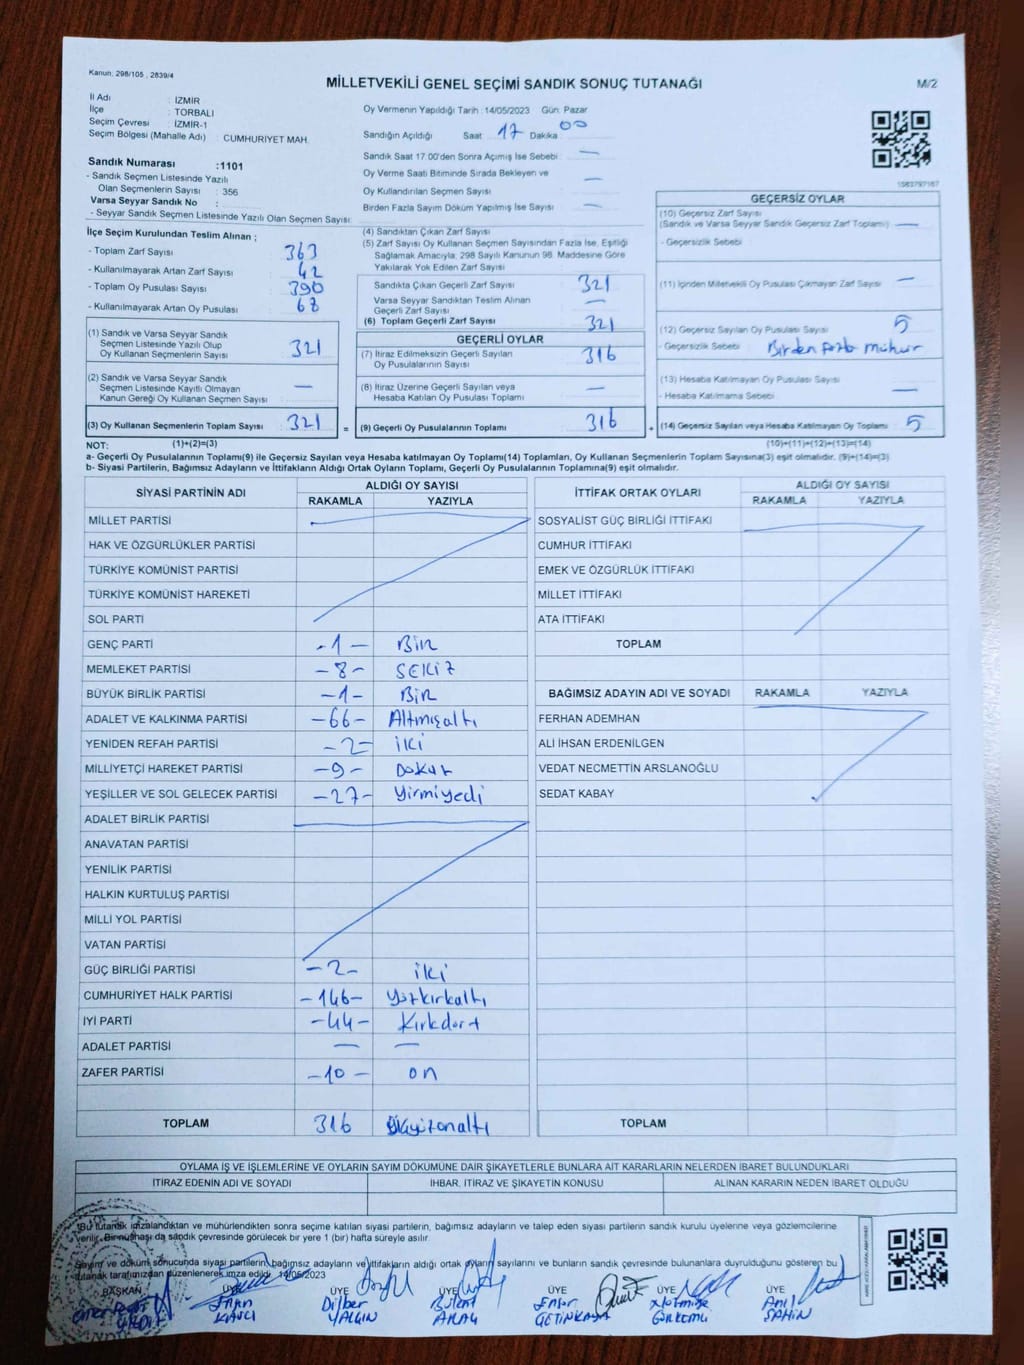 Kanun: 298/105 , 2839/4
MİLLETVEKİLİ GENEL SEÇİMİ SANDIK SONUÇ TUTANAĞI
M/2
İl Adı : İZMİR
İlçe : TORBALI
Seçim Çevresi : İZMİR-1
Seçim Bölgesi (Mahalle Adı) : CUMHURİYET MAH.
Sandık Numarası :1101
- Sandık Seçmen Listesinde Yazılı
Olan Seçmenlerin Sayısı : 356
Varsa Seyyar Sandık No :
- Seyyar Sandık Seçmen Listesinde Yazılı Olan Seçmen Sayısı:
Oy Vermenin Yapıldığı Tarih : 14/05/2023 Gün: Pazar
Sandığın Açıldığı Saat 17 Dakika 00
Sandık Saat 17.00'den Sonra Açımış İse Sebebi : —
Oy Verme Saati Bitiminde Sırada Bekleyen ve
Oy Kullandırılan Seçmen Sayısı : —
Birden Fazla Sayım Döküm Yapılmış İse Sayısı : —
1583797187
İlçe Seçim Kurulundan Teslim Alınan ;
- Toplam Zarf Sayısı : 363
- Kullanılmayarak Artan Zarf Sayısı : 42
- Toplam Oy Pusulası Sayısı : 390
- Kullanılmayarak Artan Oy Pusulası : 68
(1) Sandık ve Varsa Seyyar Sandık
Seçmen Listesinde Yazılı Olup
Oy Kullanan Seçmenlerin Sayısı : 321
(2) Sandık ve Varsa Seyyar Sandık
Seçmen Listesinde Kayıtlı Olmayan
Kanun Gereği Oy Kullanan Seçmen Sayısı : —
(3) Oy Kullanan Seçmenlerin Toplam Sayısı : 321
=
(4) Sandıktan Çıkan Zarf Sayısı:
(5) Zarf Sayısı Oy Kullanan Seçmen Sayısından Fazla İse, Eşitliği
Sağlamak Amacıyla; 298 Sayılı Kanunun 98. Maddesine Göre
Yakılarak Yok Edilen Zarf Sayısı
Sandıkta Çıkan Geçerli Zarf Sayısı : 321
Varsa Seyyar Sandıktan Teslim Alınan
Geçerli Zarf Sayısı : —
(6) Toplam Geçerli Zarf Sayısı : 321
GEÇERLİ OYLAR
(7) İtiraz Edilmeksizin Geçerli Sayılan
Oy Pusulalarının Sayısı : 316
(8) İtiraz Üzerine Geçerli Sayılan veya
Hesaba Katılan Oy Pusulası Toplamı : —
(9) Geçerli Oy Pusulalarının Toplamı : 316
+
GEÇERSİZ OYLAR
(10) Geçersiz Zarf Sayısı
(Sandık ve Varsa Seyyar Sandık Geçersiz Zarf Toplamı) : —
- Geçersizlik Sebebi :
(11) İçinden Milletvekili Oy Pusulası Çıkmayan Zarf Sayısı : —
(12) Geçersiz Sayılan Oy Pusulası Sayısı : 5
- Geçersizlik Sebebi : Birden fazla mühür
(13) Hesaba Katılmayan Oy Pusulası Sayısı :
- Hesaba Katılmama Sebebi : —
(14) Geçersiz Sayılan veya Hesaba Katılmayan Oy Toplamı : 5
NOT: (1)+(2)=(3) (10)+(11)+(12)+(13)=(14)
a- Geçerli Oy Pusulalarının Toplamı(9) ile Geçersiz Sayılan veya Hesaba katılmayan Oy Toplamı(14) Toplamları, Oy Kullanan Seçmenlerin Toplam Sayısına(3) eşit olmalıdır. (9)+(14)=(3)
b- Siyasi Partilerin, Bağımsız Adayların ve İttifakların Aldığı Ortak Oyların Toplamı, Geçerli Oy Pusulalarının Toplamına(9) eşit olmalıdır.
SİYASİ PARTİNİN ADI ALDIĞI OY SAYISI
RAKAMLA YAZIYLA
MİLLET PARTİSİ
HAK VE ÖZGÜRLÜKLER PARTİSİ
TÜRKİYE KOMÜNİST PARTİSİ
TÜRKİYE KOMÜNİST HAREKETİ
SOL PARTİ
GENÇ PARTİ -1- Bir
MEMLEKET PARTİSİ -8- SEKİZ
BÜYÜK BİRLİK PARTİSİ -1- Bir
ADALET VE KALKINMA PARTİSİ -66- Altmışaltı
YENİDEN REFAH PARTİSİ -2- iki
MİLLİYETÇİ HAREKET PARTİSİ -9- Dokuz
YEŞİLLER VE SOL GELECEK PARTİSİ -27- Yirmiyedi
ADALET BİRLİK PARTİSİ
ANAVATAN PARTİSİ
YENİLİK PARTİSİ
HALKIN KURTULUŞ PARTİSİ
MİLLİ YOL PARTİSİ
VATAN PARTİSİ
GÜÇ BİRLİĞİ PARTİSİ -2- iki
CUMHURİYET HALK PARTİSİ -146- Yüzkırkaltı
İYİ PARTİ -44- Kırkdört
ADALET PARTİSİ — —
ZAFER PARTİSİ -10- on
TOPLAM 316 Üçyüzonaltı
İTTİFAK ORTAK OYLARI ALDIĞI OY SAYISI
RAKAMLA YAZIYLA
SOSYALİST GÜÇ BİRLİĞİ İTTİFAKI
CUMHUR İTTİFAKI
EMEK VE ÖZGÜRLÜK İTTİFAKI
MİLLET İTTİFAKI
ATA İTTİFAKI
TOPLAM
BAĞIMSIZ ADAYIN ADI VE SOYADI RAKAMLA YAZIYLA
FERHAN ADEMHAN
ALİ İHSAN ERDENİLGEN
VEDAT NECMETTİN ARSLANOĞLU
SEDAT KABAY
TOPLAM
OYLAMA İŞ VE İŞLEMLERİNE VE OYLARIN SAYIM DÖKÜMÜNE DAİR ŞİKAYETLERLE BUNLARA AİT KARARLARIN NELERDEN İBARET BULUNDUKLARI
İTİRAZ EDENİN ADI VE SOYADI İHBAR, İTİRAZ VE ŞİKAYETİN KONUSU ALINAN KARARIN NEDEN İBARET OLDUĞU
Bu tutanak imzalandıktan ve mühürlendikten sonra seçime katılan siyasi partilerin, bağımsız adayların ve talep eden siyasi partilerin sandık kurulu üyelerine veya gözlemcilerine
verilir. Bir nüshası da sandık çevresinde görülecek bir yere 1 (bir) hafta süreyle asılır.
Sayım ve döküm sonucunda siyasi partilerin, bağımsız adayların ve ittifakların aldığı ortak oyların sayılarını ve bunların sandık çevresinde bulunanlara duyrulduğunu gösteren bu
tutanak tarafımızdan düzenlenerek imza edildi. 14/05/2023
BAŞKAN ÜYE ÜYE ÜYE ÜYE ÜYE ÜYE
Dilber Bülent Anıl
YALGIN ÇETİNKAYA GÖRKEMLİ ŞAHİN